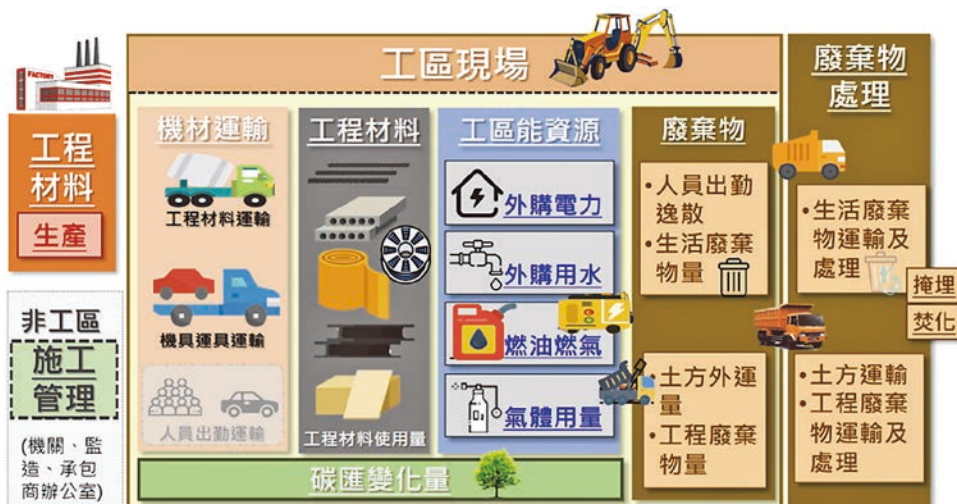 FACTORY
工程
材料
生產
非工區
施工
管理
(機關、監
造、承包
商辦公室)
工區現場
機材運輸
工程材料運輸
機具運具運輸
人員出勤運輸
工程材料
工程材料使用量
工區能資源
外購電力
外購用水
燃油燃氣
氣體用量
廢棄物
•人員出勤
逸散
•生活廢棄
物量
•土方外運
量
•工程廢棄
物量
碳匯變化量
廢棄物
處理
•生活廢棄
物運輸及
處理
掩埋
焚化
•土方運輸
•工程廢棄
物運輸及
處理